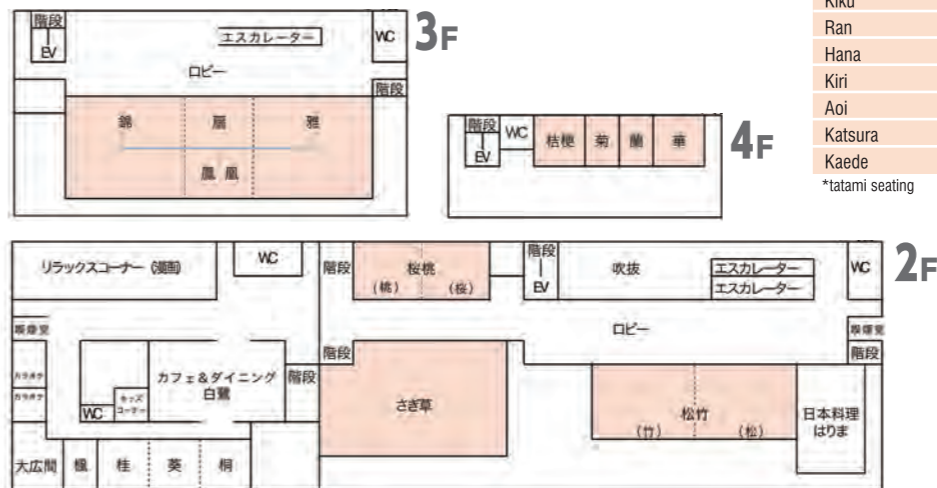 階段
EV
エスカレーター
WC
ロビー
階段
錦
扇
雅
鳳凰
3F
階段
EV
WC
桔梗
菊
蘭
華
4F
Kiku
Ran
Hana
Kiri
Aoi
Katsura
Kaede
*tatami seating
リラックスコーナー (漫画)
WC
階段
桜桃
(桃)
(桜)
階段
EV
吹抜
エスカレーター
エスカレーター
WC
2F
喫煙室
ロビー
喫煙室
階段
階段
カラオケ
カラオケ
キッズ
コーナー
WC
カフェ&ダイニング
白鷺
階段
さぎ草
松竹
(竹)
(松)
日本料理
はりま
大広間
楓
桂
葵
桐